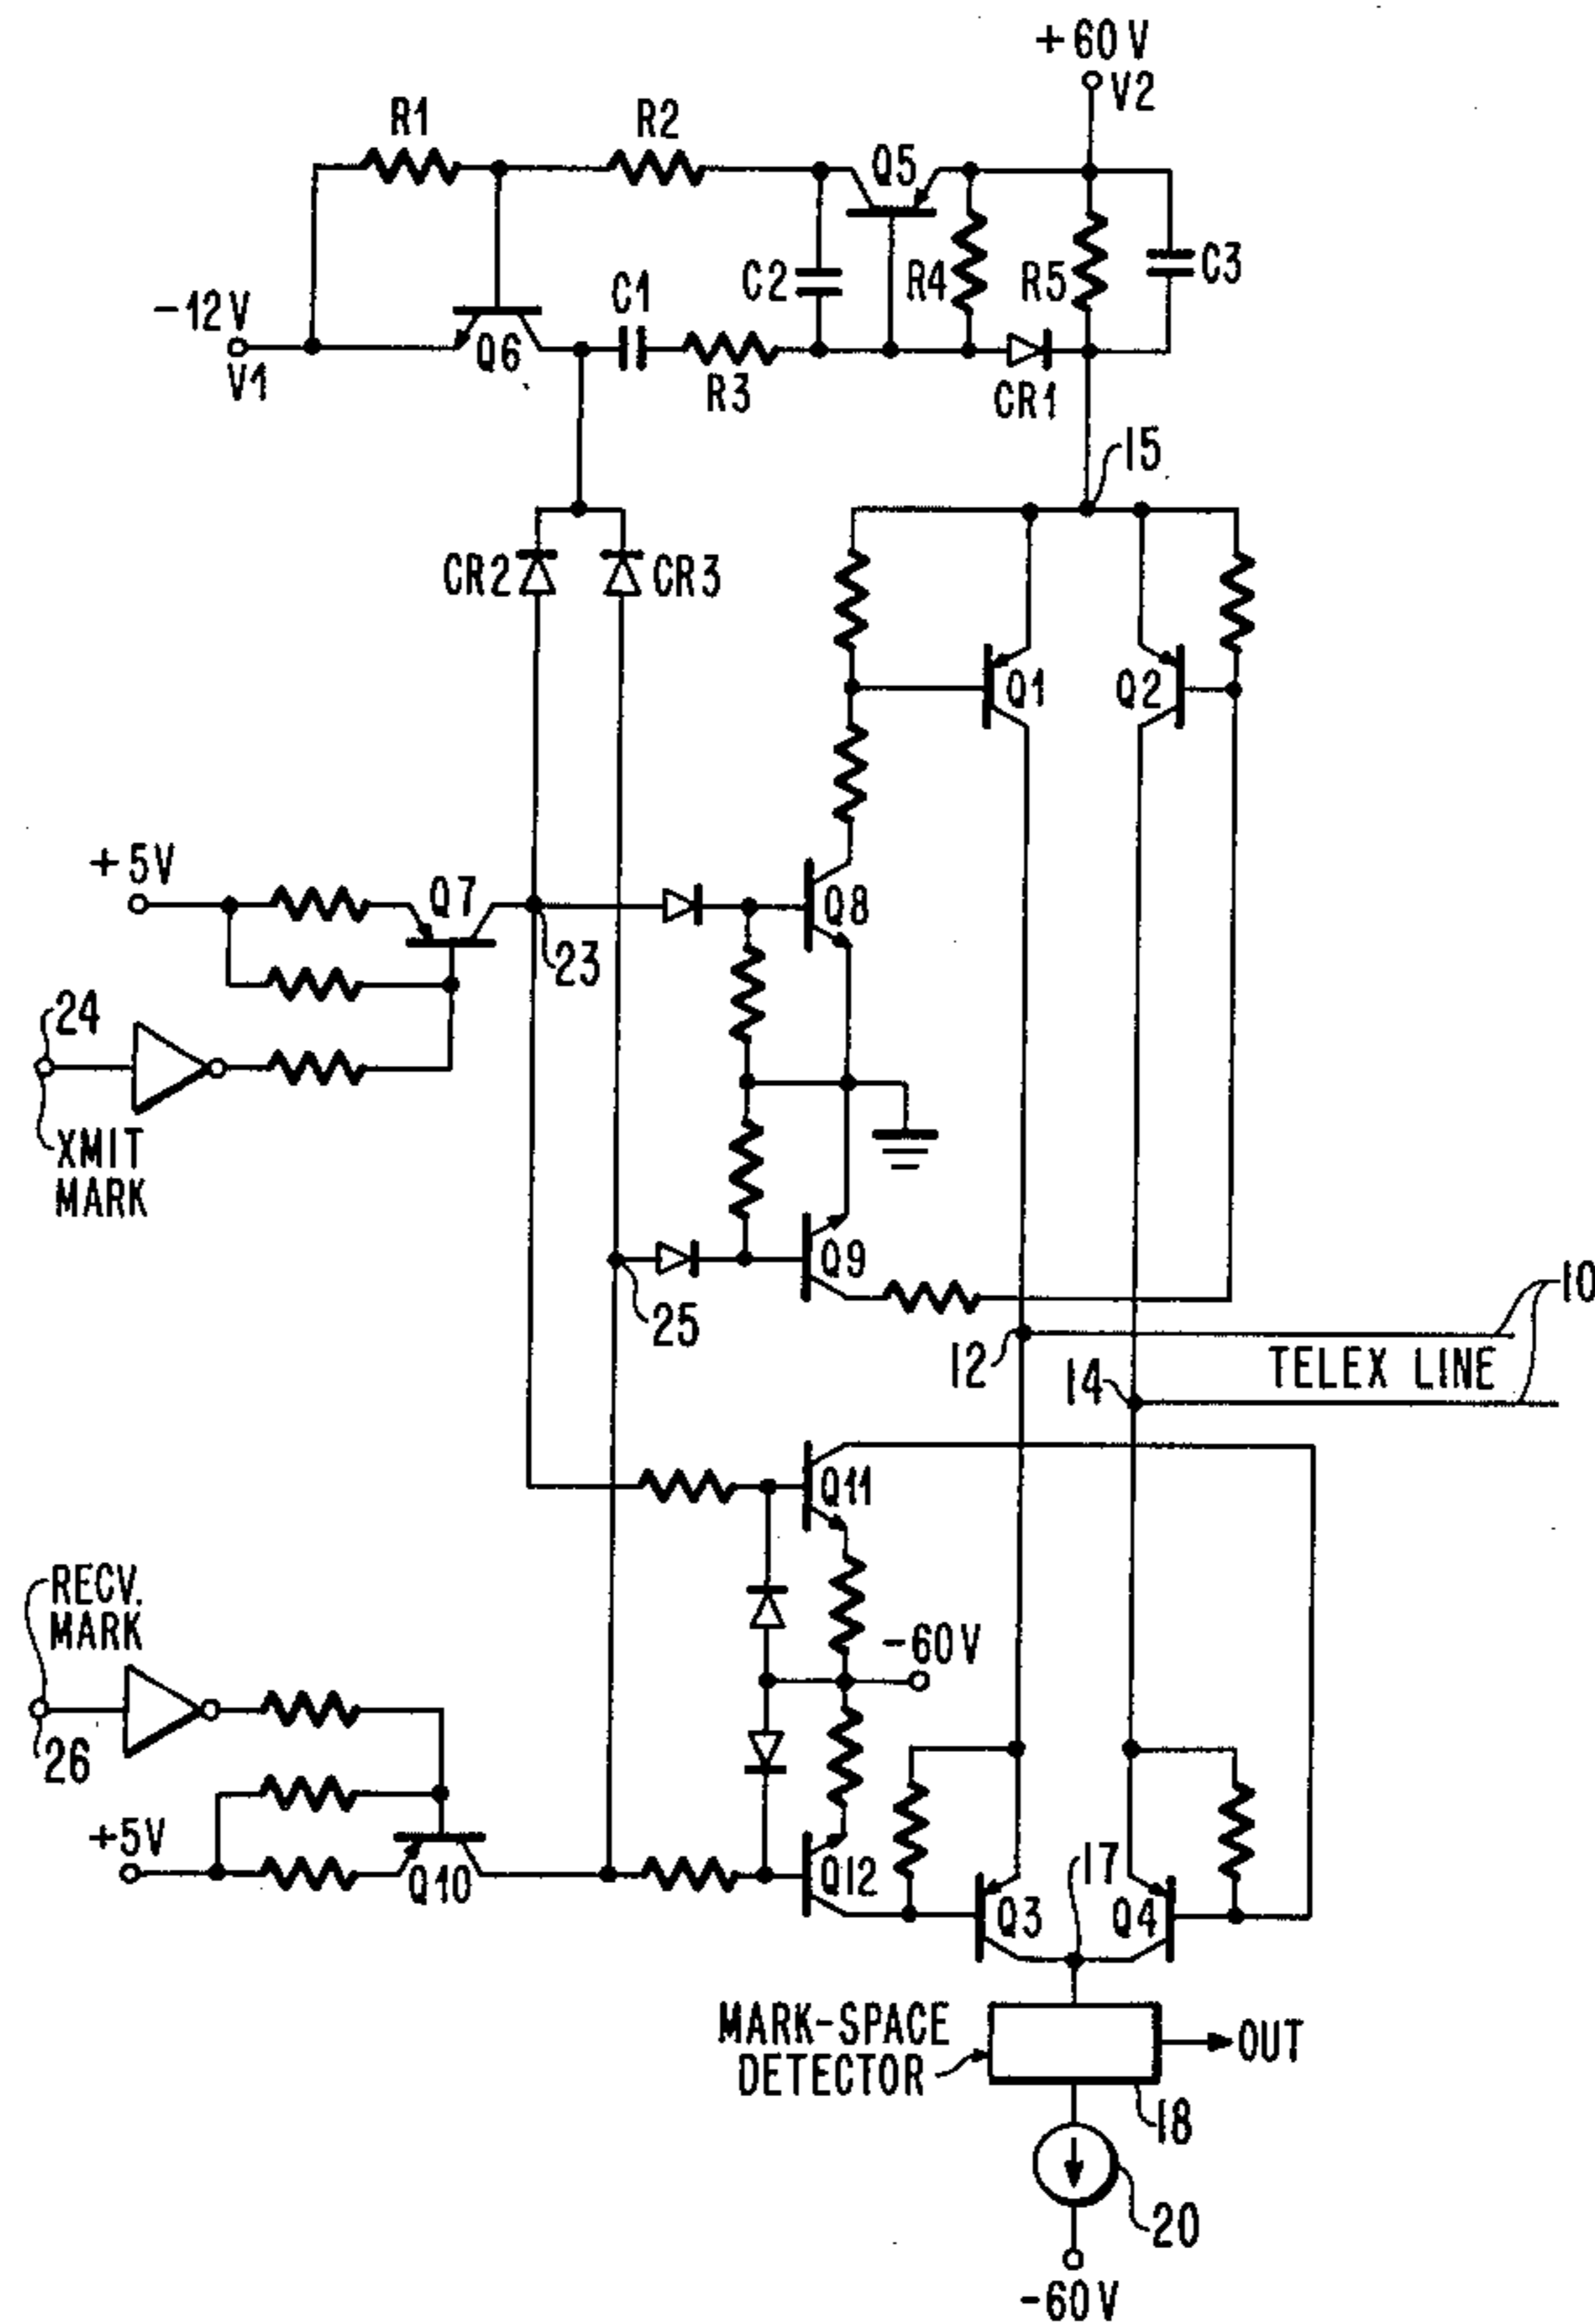 +60V
V2
R1
R2
Q5
C2
R4
R5
C3
-12V
V1
Q6
C1
R3
CR1
15
CR2
CR3
Q1
Q2
+5V
Q7
Q8
23
24
XMIT
MARK
Q9
25
10
12
TELEX LINE
14
Q11
RECV.
MARK
-60V
26
+5V
Q10
Q12
17
Q3
Q4
MARK-SPACE
DETECTOR
OUT
18
20
-60V